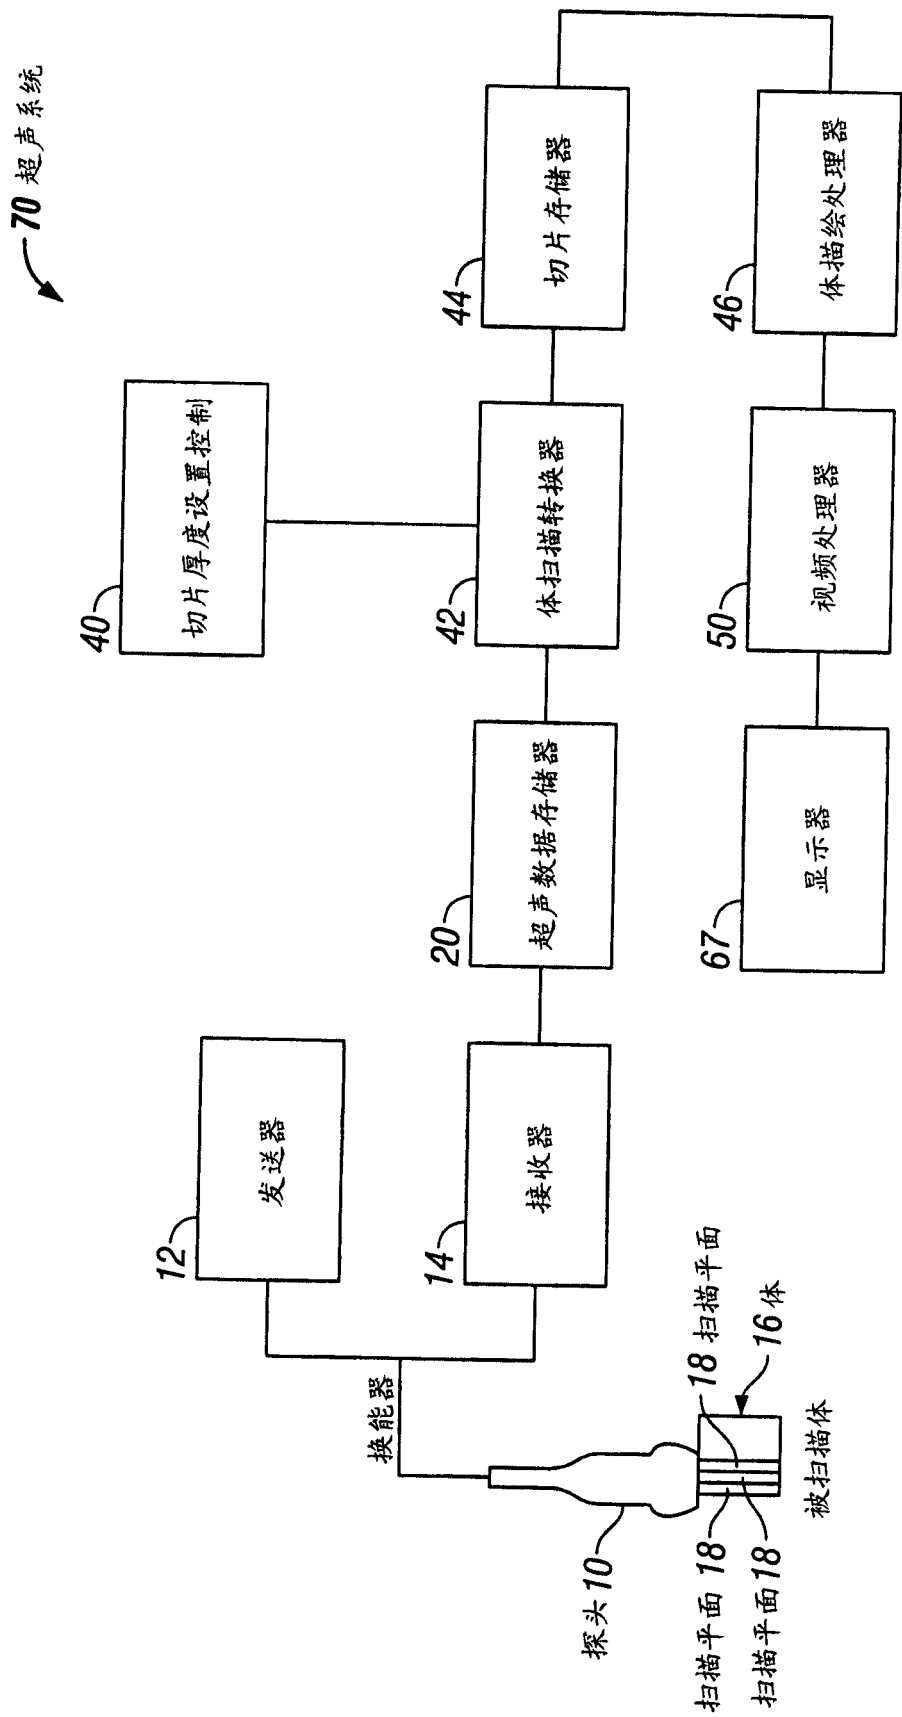 70 超声系统
40
切片厚度设置控制
12
发送器
换能器
14
接收器
20
超声数据存储器
42
体扫描转换器
44
切片存储器
探头10
扫描平面 18
扫描平面18
18 扫描平面
16 体
被扫描体
67
显示器
50
视频处理器
46
体描绘处理器